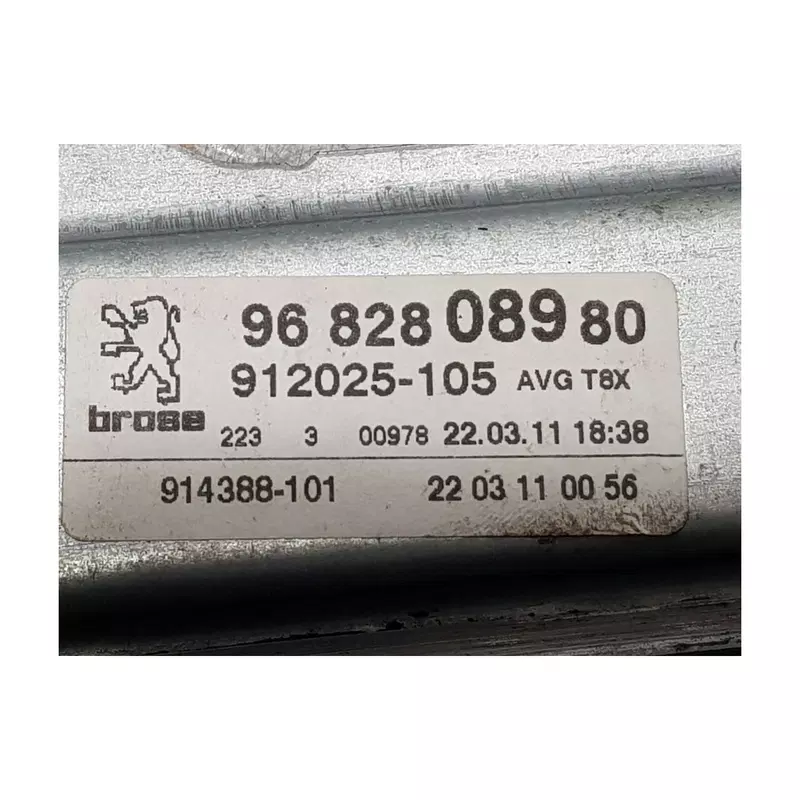 96 828 089 80
912025-105 AVG T8X
brose
223 3 00978 22.03.11 18:38
914388-101 22 03 11 00 56